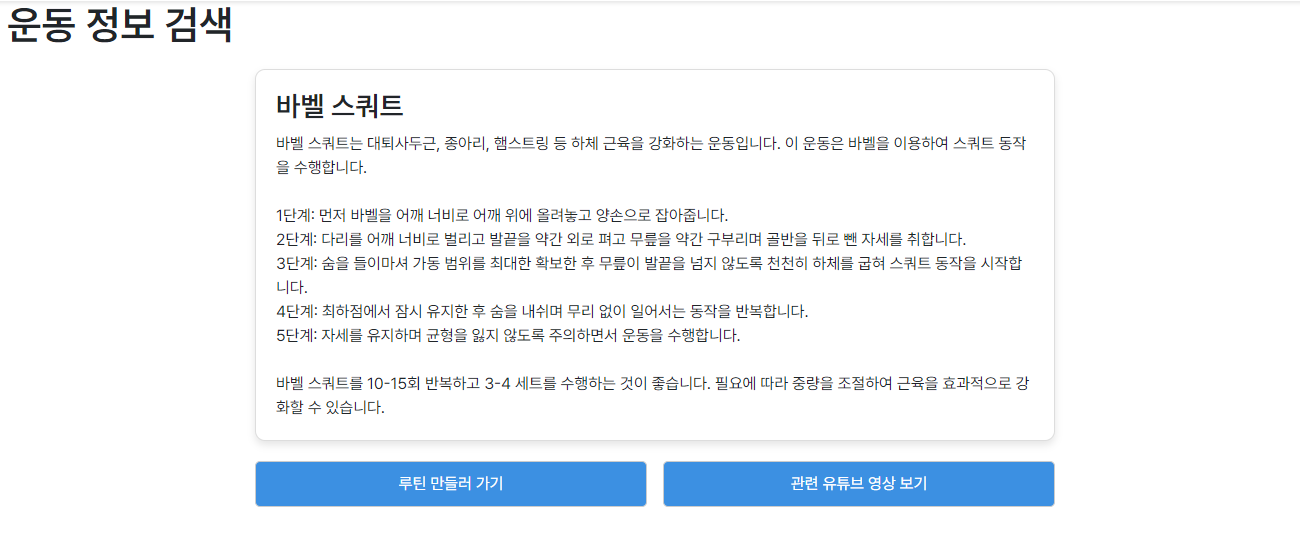 운동 정보 검색
바벨 스쿼트
바벨 스쿼트는 대퇴사두근, 종아리, 햄스트링 등 하체 근육을 강화하는 운동입니다. 이 운동은 바벨을 이용하여 스쿼트 동작
을 수행합니다.
1단계: 먼저 바벨을 어깨 너비로 어깨 위에 올려놓고 양손으로 잡아줍니다.
2단계: 다리를 어깨 너비로 벌리고 발끝을 약간 외로 펴고 무릎을 약간 구부리며 골반을 뒤로 뺀 자세를 취합니다.
3단계: 숨을 들이마셔 가동 범위를 최대한 확보한 후 무릎이 발끝을 넘지 않도록 천천히 하체를 굽혀 스쿼트 동작을 시작합
니다.
4단계: 최하점에서 잠시 유지한 후 숨을 내쉬며 무리 없이 일어서는 동작을 반복합니다.
5단계: 자세를 유지하며 균형을 잃지 않도록 주의하면서 운동을 수행합니다.
바벨 스쿼트를 10-15회 반복하고 3-4 세트를 수행하는 것이 좋습니다. 필요에 따라 중량을 조절하여 근육을 효과적으로 강
화할 수 있습니다.
루틴 만들러 가기
관련 유튜브 영상 보기